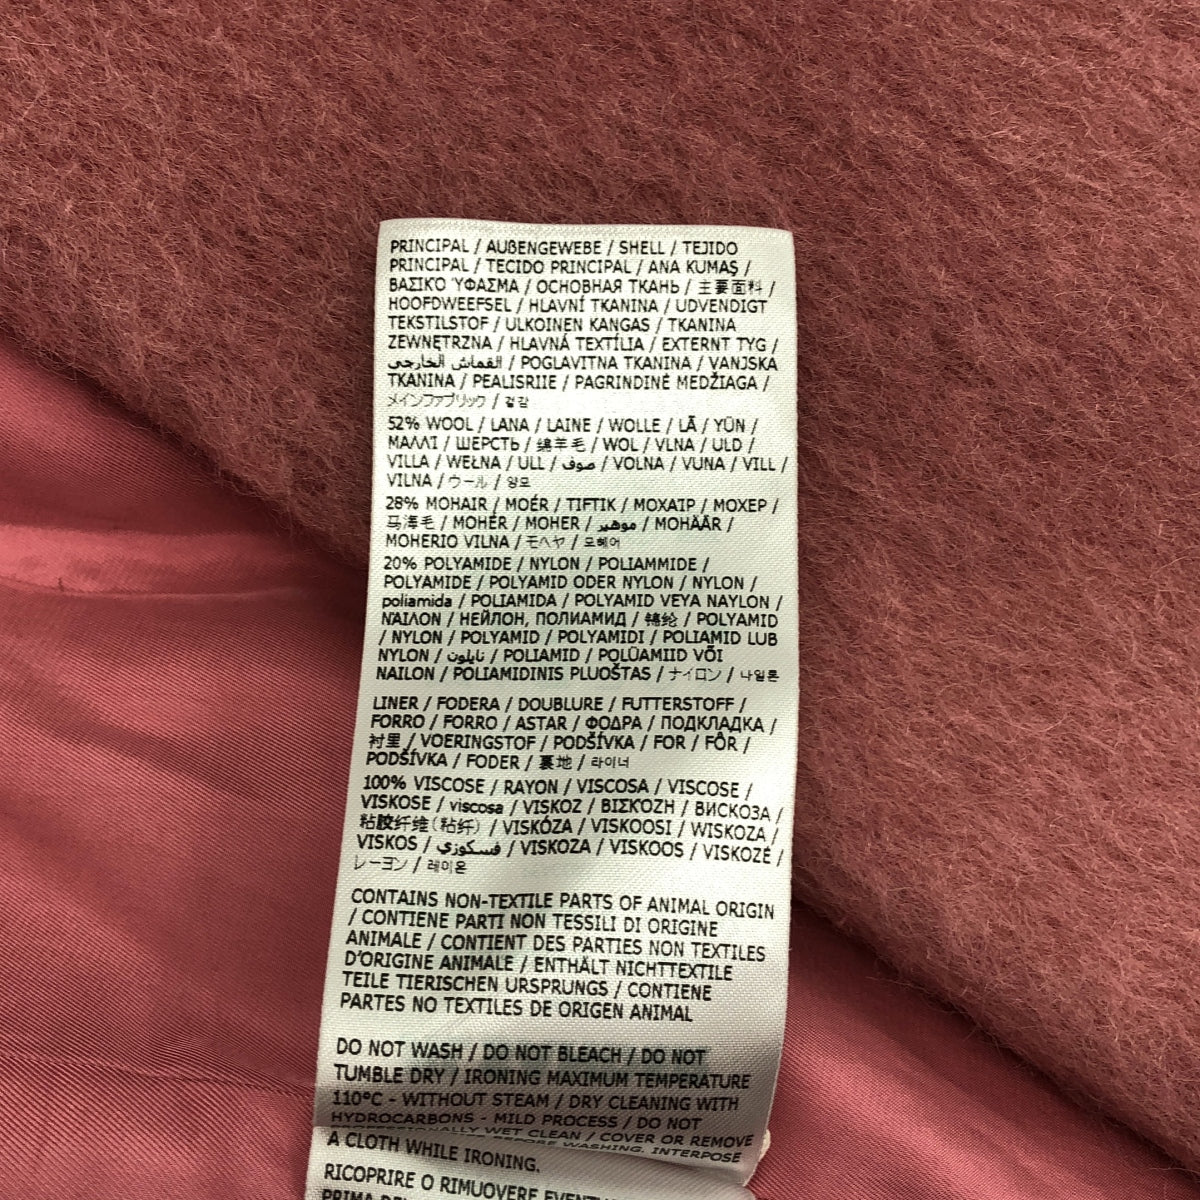 PRINCIPAL / AUßENGEWEBE / SHELL / TEJIDO
PRINCIPAL / TECIDO PRINCIPAL / ANA KUMAŞ /
ΒΑΣΙΚΌ ΎΦΑΣΜΑ / ОСНОВНАЯ ТКАНЬ / 主要面料 /
HOOFDWEEFSEL / HLAVNÍ TKANINA / UDVENDIGT
TEKSTILSTOF / ULKOINEN KANGAS / TKANINA
ZEWNĘTRZNA / HLAVNÁ TEXTÍLIA / EXTERNT TYG /
القماش الخارجي / POGLAVITNA TKANINA / VANJSKA
TKANINA / PEALISRIIE / PAGRINDINĖ MEDŽIAGA /
メインファブリック / 겉감
52% WOOL / LANA / LAINE / WOLLE / LÃ / YÜN /
ΜΑΛΛΊ / ШЕРСТЬ / 绵羊毛 / WOL / VLNA / ULD /
VILLA / WEŁNA / ULL / صوف / VOLNA / VUNA / VILL /
VILNA / ウール / 양모
28% MOHAIR / MOÉR / TIFTIK / ΜΟΧΑΙΡ / МОХЕР /
马海毛 / MOHÉR / MOHER / موهير / MOHÄÄR /
MOHERIO VILNA / モヘヤ / 모헤어
20% POLYAMIDE / NYLON / POLIAMMIDE /
POLYAMIDE / POLYAMID ODER NYLON / NYLON /
poliamida / POLIAMIDA / POLYAMID VEYA NAYLON /
ΝΆΙΛΟΝ / НЕЙЛОН, ПОЛИАМИД / 锦纶 / POLYAMID
/ NYLON / POLYAMID / POLYAMIDI / POLIAMID LUB
NYLON / نايلون / POLIAMID / POLÜAMIID VÕI
NAILON / POLIAMIDINIS PLUOŠTAS / ナイロン / 나일론
LINER / FODERA / DOUBLURE / FUTTERSTOFF /
FORRO / FORRO / ASTAR / ΦΟΔΡΑ / ПОДКЛАДКА /
衬里 / VOERINGSTOF / PODŠÍVKA / FOR / FÔR /
PODŠÍVKA / FODER / 裏地 / 라이너
100% VISCOSE / RAYON / VISCOSA / VISCOSE /
VISKOSE / viscosa / VISKOZ / ΒΙΣΚΌΖΗ / ВИСКОЗА /
粘胶纤维(粘纤) / VISKÓZA / VISKOOSI / WISKOZA /
VISKOS / فسكوزي / VISKOZA / VISKOOS / VISKOZĖ /
レーヨン / 레이온
CONTAINS NON-TEXTILE PARTS OF ANIMAL ORIGIN
/ CONTIENE PARTI NON TESSILI DI ORIGINE
ANIMALE / CONTIENT DES PARTIES NON TEXTILES
D'ORIGINE ANIMALE / ENTHÄLT NICHTTEXTILE
TEILE TIERISCHEN URSPRUNGS / CONTIENE
PARTES NO TEXTILES DE ORIGEN ANIMAL
DO NOT WASH / DO NOT BLEACH / DO NOT
TUMBLE DRY / IRONING MAXIMUM TEMPERATURE
110°C - WITHOUT STEAM / DRY CLEANING WITH
HYDROCARBONS - MILD PROCESS / DO NOT
PROFESSIONALLY WET CLEAN / COVER OR REMOVE
BEFORE WASHING. INTERPOSE
A CLOTH WHILE IRONING.
RICOPRIRE O RIMUOVERE
PRIMA